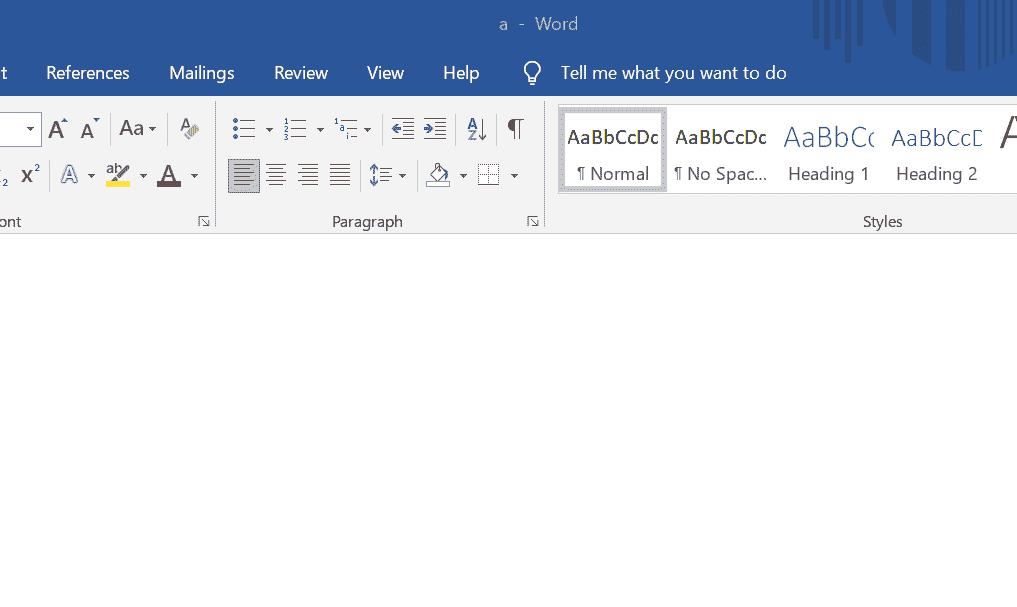 a - Word
t References Mailings Review View Help Tell me what you want to do
A A Aa A AaBbCcDc AaBbCcDc AaBbCc AaBbCcD A
2 x2 A ab A ¶ Normal ¶ No Spac... Heading 1 Heading 2
ont Paragraph Styles